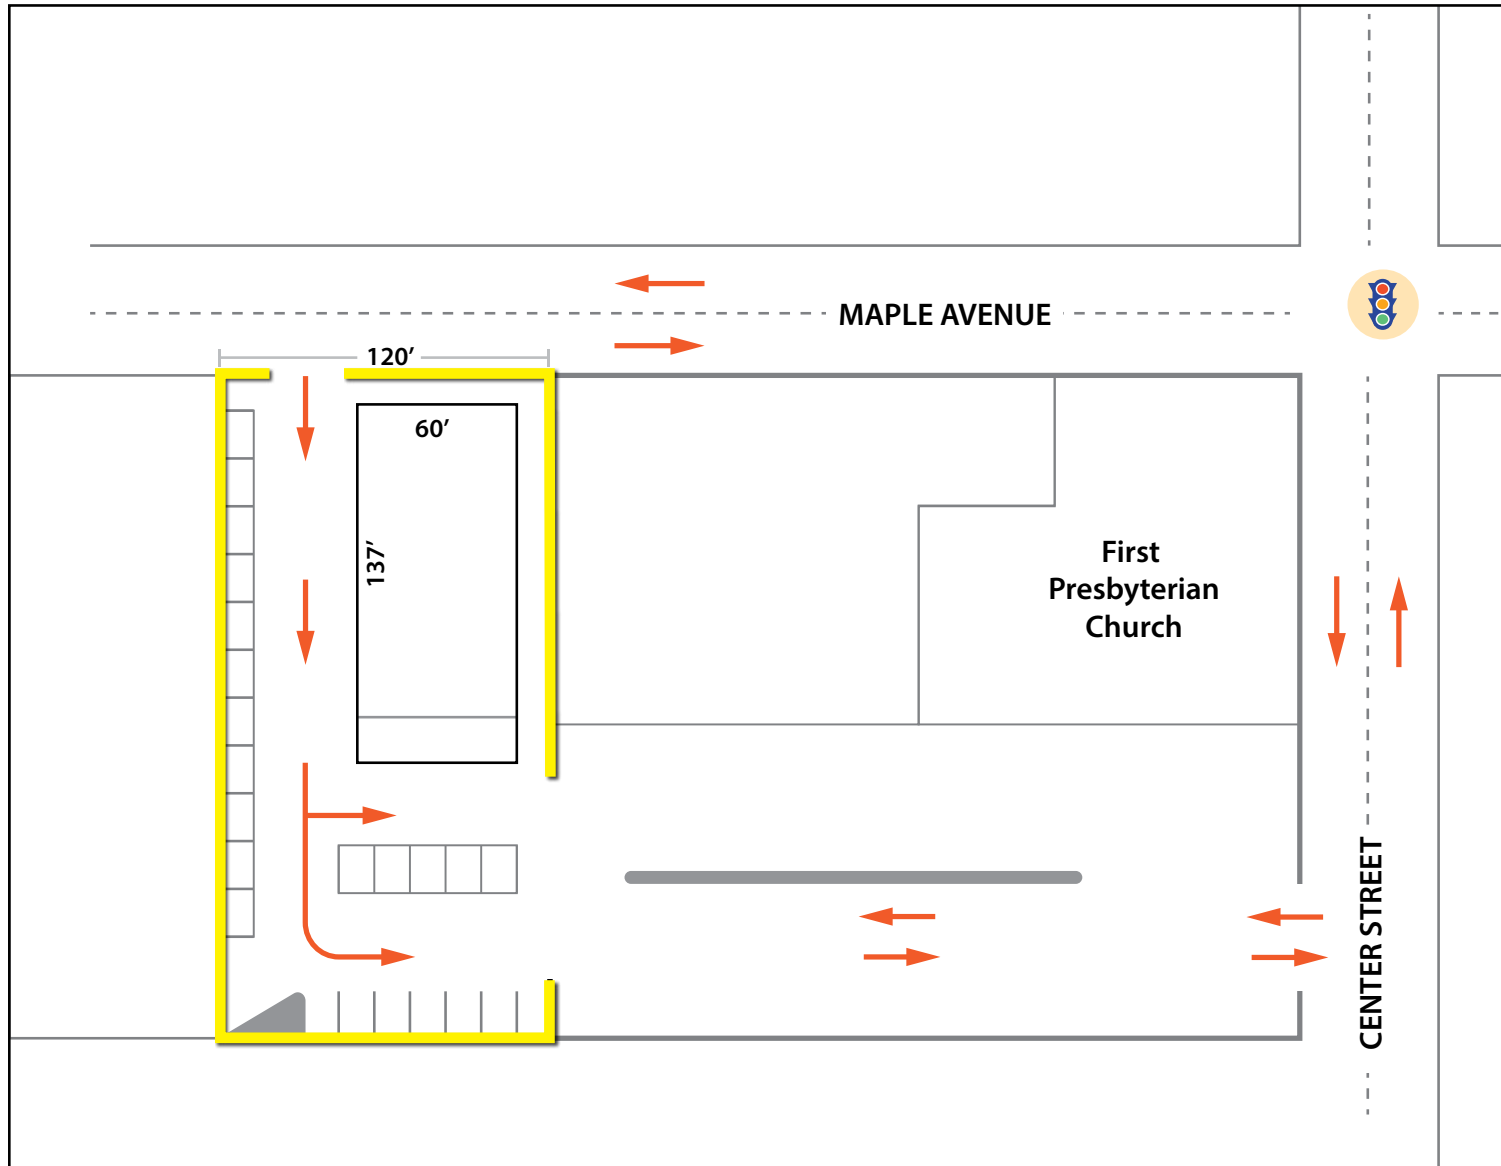 MAPLE AVENUE
120′
60′
137′
First
Presbyterian
Church
CENTER STREET